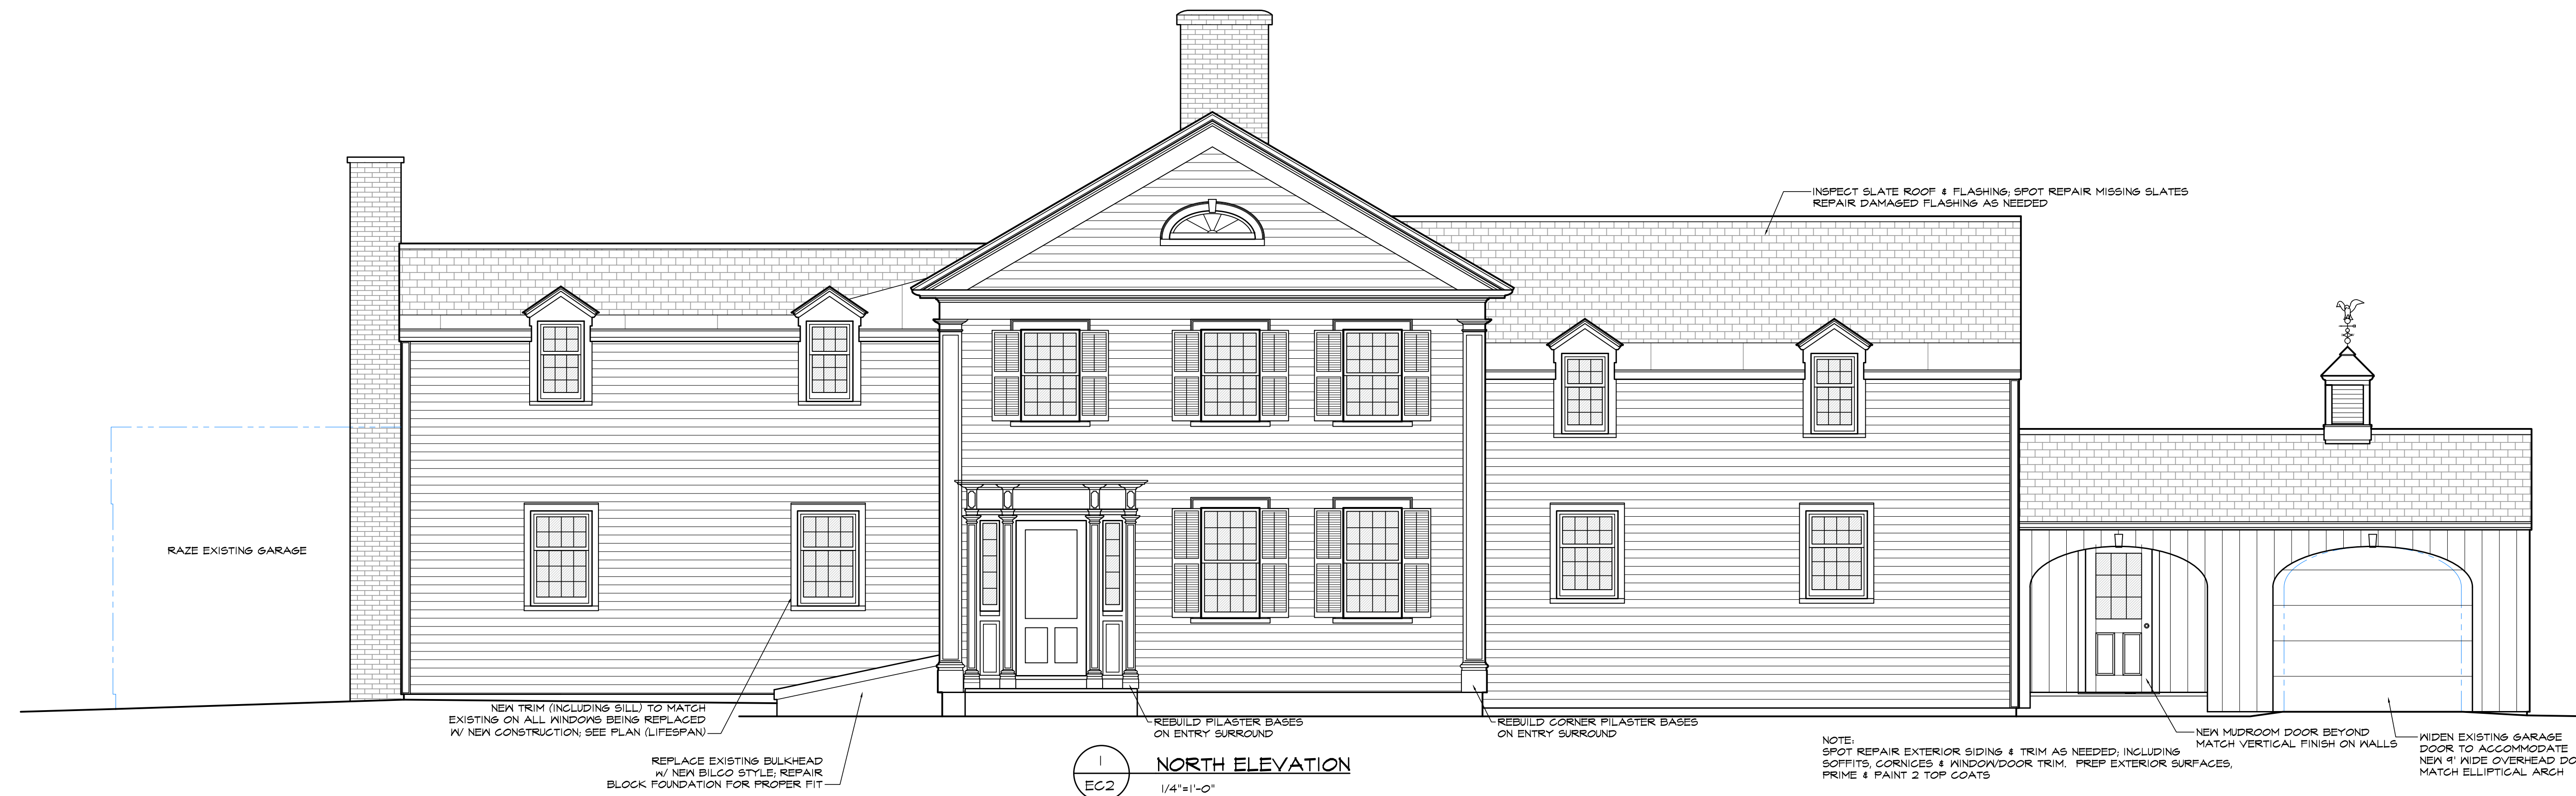 INSPECT SLATE ROOF & FLASHING; SPOT REPAIR MISSING SLATES
REPAIR DAMAGED FLASHING AS NEEDED
RAZE EXISTING GARAGE
NEW TRIM (INCLUDING SILL) TO MATCH
EXISTING ON ALL WINDOWS BEING REPLACED
W/ NEW CONSTRUCTION; SEE PLAN (LIFESPAN)
REPLACE EXISTING BULKHEAD
W/ NEW BILCO STYLE; REPAIR
BLOCK FOUNDATION FOR PROPER FIT
REBUILD PILASTER BASES
ON ENTRY SURROUND
REBUILD CORNER PILASTER BASES
ON ENTRY SURROUND
1
EC2
NORTH ELEVATION
1/4"=1'-0"
NOTE:
SPOT REPAIR EXTERIOR SIDING & TRIM AS NEEDED; INCLUDING
SOFFITS, CORNICES & WINDOW/DOOR TRIM. PREP EXTERIOR SURFACES,
PRIME & PAINT 2 TOP COATS
NEW MUDROOM DOOR BEYOND
MATCH VERTICAL FINISH ON WALLS
WIDEN EXISTING GARAGE
DOOR TO ACCOMMODATE
NEW 9' WIDE OVERHEAD DO
MATCH ELLIPTICAL ARCH